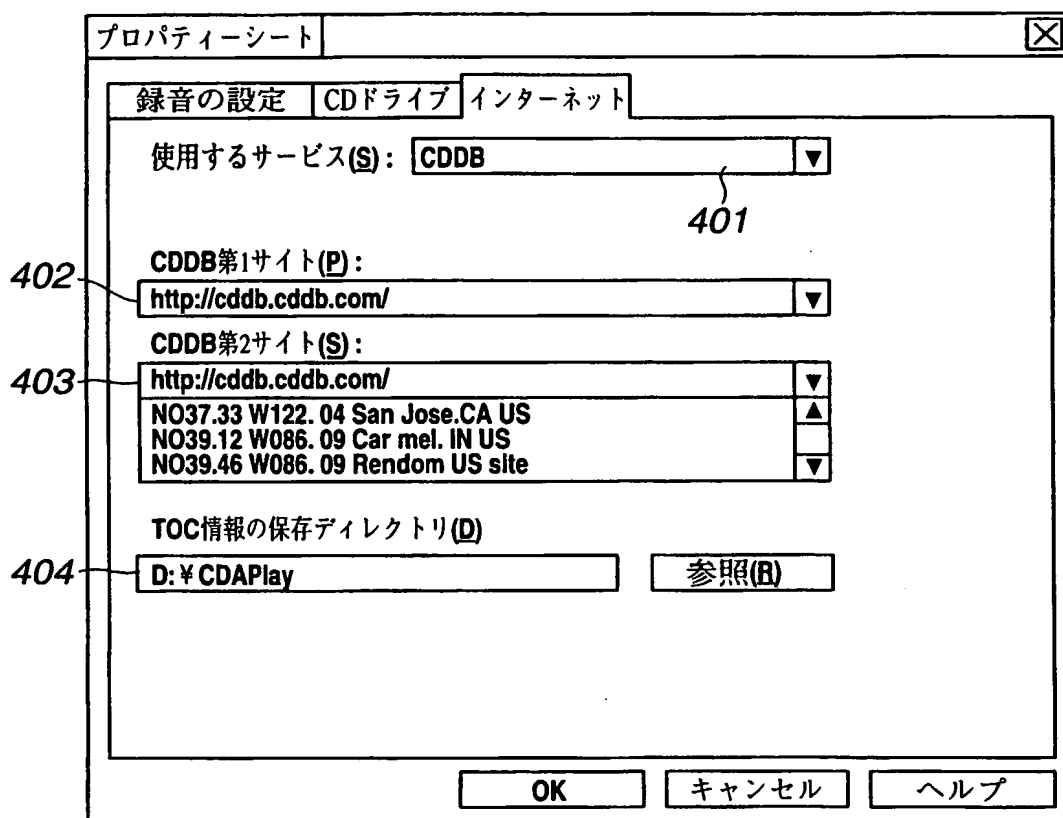 プロパティーシート
録音の設定 CDドライブ インターネット
使用するサービス(S): CDDB ▼
401
CDDB第1サイト(P):
402 http://cddb.cddb.com/ ▼
CDDB第2サイト(S):
403 http://cddb.cddb.com/ ▼
NO37.33 W122. 04 San Jose.CA US ▲
NO39.12 W086. 09 Car mel. IN US
NO39.46 W086. 09 Rendom US site ▼
TOC情報の保存ディレクトリ(D)
404 D:¥CDAPlay 参照(R)
OK キャンセル ヘルプ